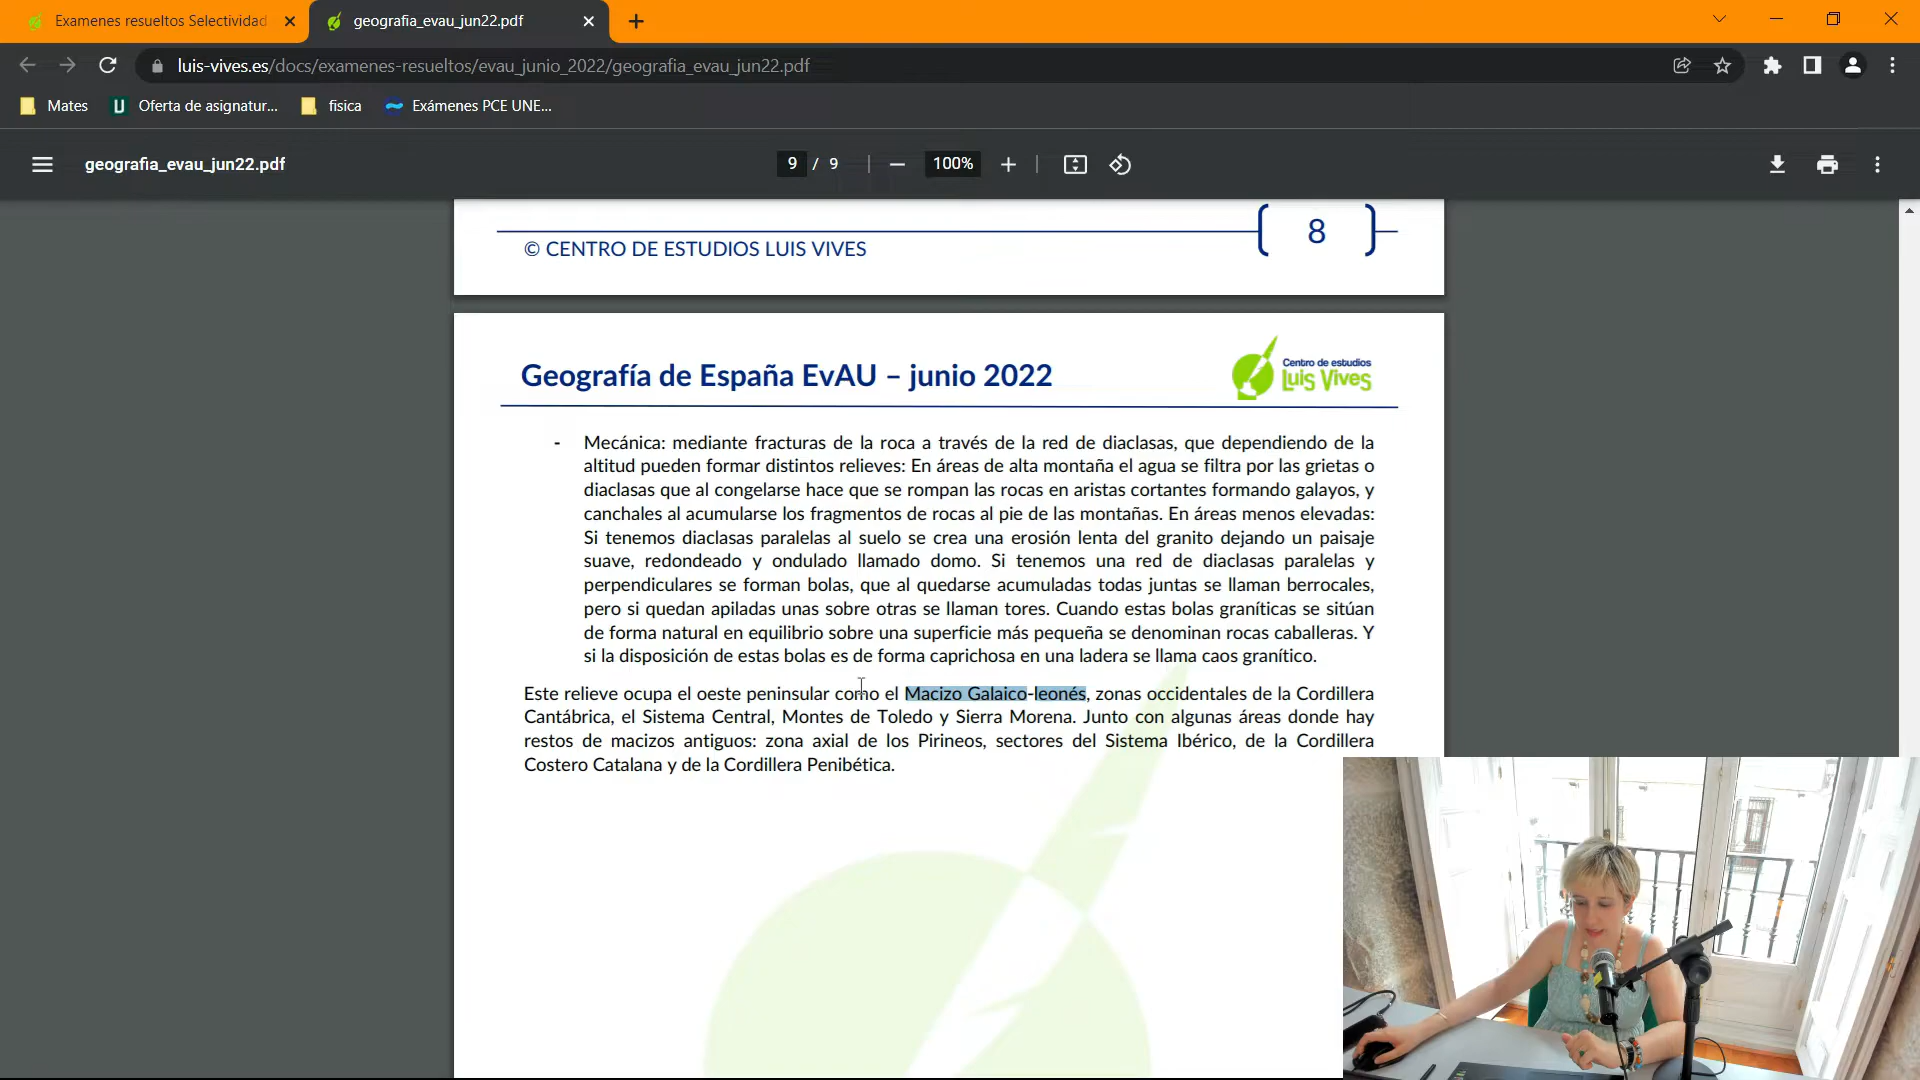 Examenes resueltos Selectividad
geografia_evau_jun22.pdf
luis-vives.es/docs/examenes-resueltos/evau_junio_2022/geografia_evau_jun22.pdf
Mates
Oferta de asignatur...
fisica
Exámenes PCE UNE...
geografia_evau_jun22.pdf
9 / 9
100%
8
© CENTRO DE ESTUDIOS LUIS VIVES
Geografía de España EvAU – junio 2022
Centro de estudios
Luis Vives
- Mecánica: mediante fracturas de la roca a través de la red de diaclasas, que dependiendo de la
altitud pueden formar distintos relieves: En áreas de alta montaña el agua se filtra por las grietas o
diaclasas que al congelarse hace que se rompan las rocas en aristas cortantes formando galayos, y
canchales al acumularse los fragmentos de rocas al pie de las montañas. En áreas menos elevadas:
Si tenemos diaclasas paralelas al suelo se crea una erosión lenta del granito dejando un paisaje
suave, redondeado y ondulado llamado domo. Si tenemos una red de diaclasas paralelas y
perpendiculares se forman bolas, que al quedarse acumuladas todas juntas se llaman berrocales,
pero si quedan apiladas unas sobre otras se llaman tores. Cuando estas bolas graníticas se sitúan
de forma natural en equilibrio sobre una superficie más pequeña se denominan rocas caballeras. Y
si la disposición de estas bolas es de forma caprichosa en una ladera se llama caos granítico.
Este relieve ocupa el oeste peninsular como el Macizo Galaico-leonés, zonas occidentales de la Cordillera
Cantábrica, el Sistema Central, Montes de Toledo y Sierra Morena. Junto con algunas áreas donde hay
restos de macizos antiguos: zona axial de los Pirineos, sectores del Sistema Ibérico, de la Cordillera
Costero Catalana y de la Cordillera Penibética.